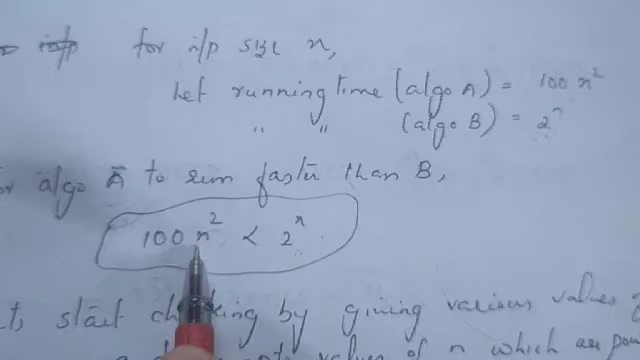 for i/p size n,
Let running time (algo A) = 100 n²
" " (algo B) = 2ⁿ
algo A to run faster than B,
100 n² < 2ⁿ
start checking by giving various values
values of n which are